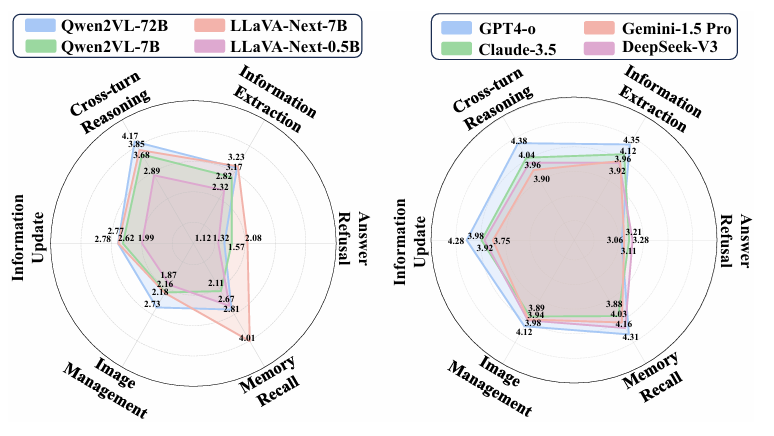 Qwen2VL-72B
LLaVA-Next-7B
Qwen2VL-7B
LLaVA-Next-0.5B
Cross-turn
Reasoning
Information
Extraction
Information
Update
Answer
Refusal
Image
Management
Memory
Recall
4.17
3.85
3.68
2.89
3.23
3.17
2.82
2.32
2.77
2.78
2.62
1.99
1.12
1.32
1.57
2.08
1.87
2.16
2.18
2.73
2.11
2.67
2.81
4.01
GPT4-o
Gemini-1.5 Pro
Claude-3.5
DeepSeek-V3
Cross-turn
Reasoning
Information
Extraction
Information
Update
Answer
Refusal
Image
Management
Memory
Recall
4.38
4.04
3.96
3.90
4.35
4.12
3.96
3.92
4.28
3.98
3.92
3.75
3.06
3.21
3.28
3.11
3.89
3.94
3.98
4.12
3.88
4.03
4.16
4.31